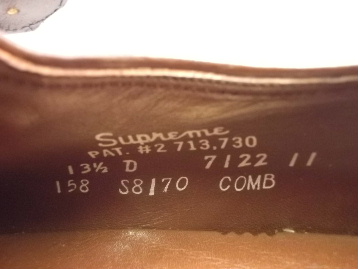 Supreme
PAT. #2 713,730
13½ D 7122 11
158 S8170 COMB